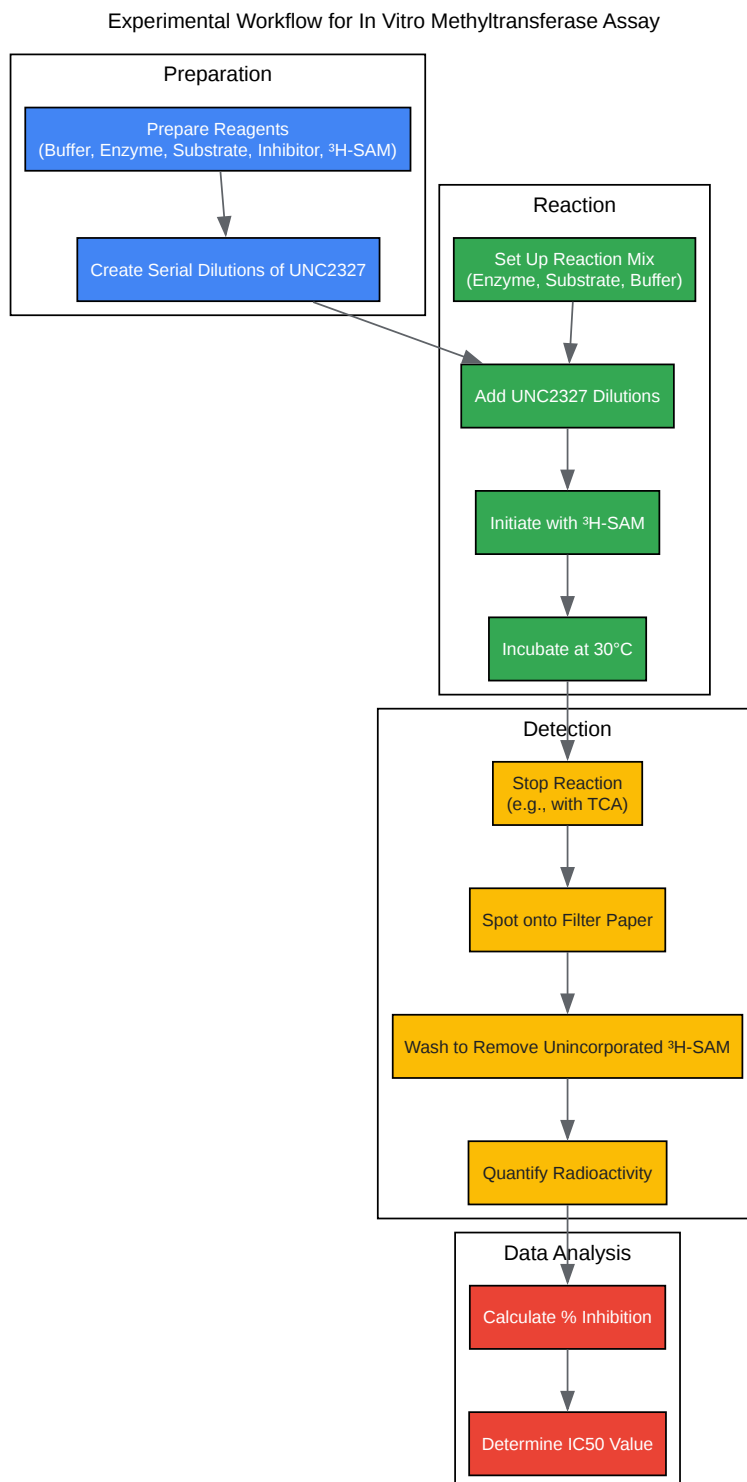 Experimental Workflow for In Vitro Methyltransferase Assay
Preparation
Prepare Reagents
(Buffer, Enzyme, Substrate, Inhibitor, ³H-SAM)
Create Serial Dilutions of UNC2327
Reaction
Set Up Reaction Mix
(Enzyme, Substrate, Buffer)
Add UNC2327 Dilutions
Initiate with ³H-SAM
Incubate at 30°C
Detection
Stop Reaction
(e.g., with TCA)
Spot onto Filter Paper
Wash to Remove Unincorporated ³H-SAM
Quantify Radioactivity
Data Analysis
Calculate % Inhibition
Determine IC50 Value